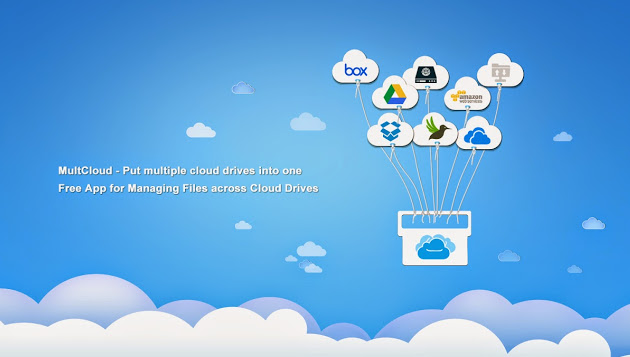 box
amazon
web services
MultCloud - Put multiple cloud drives into one
Free App for Managing Files across Cloud Drives